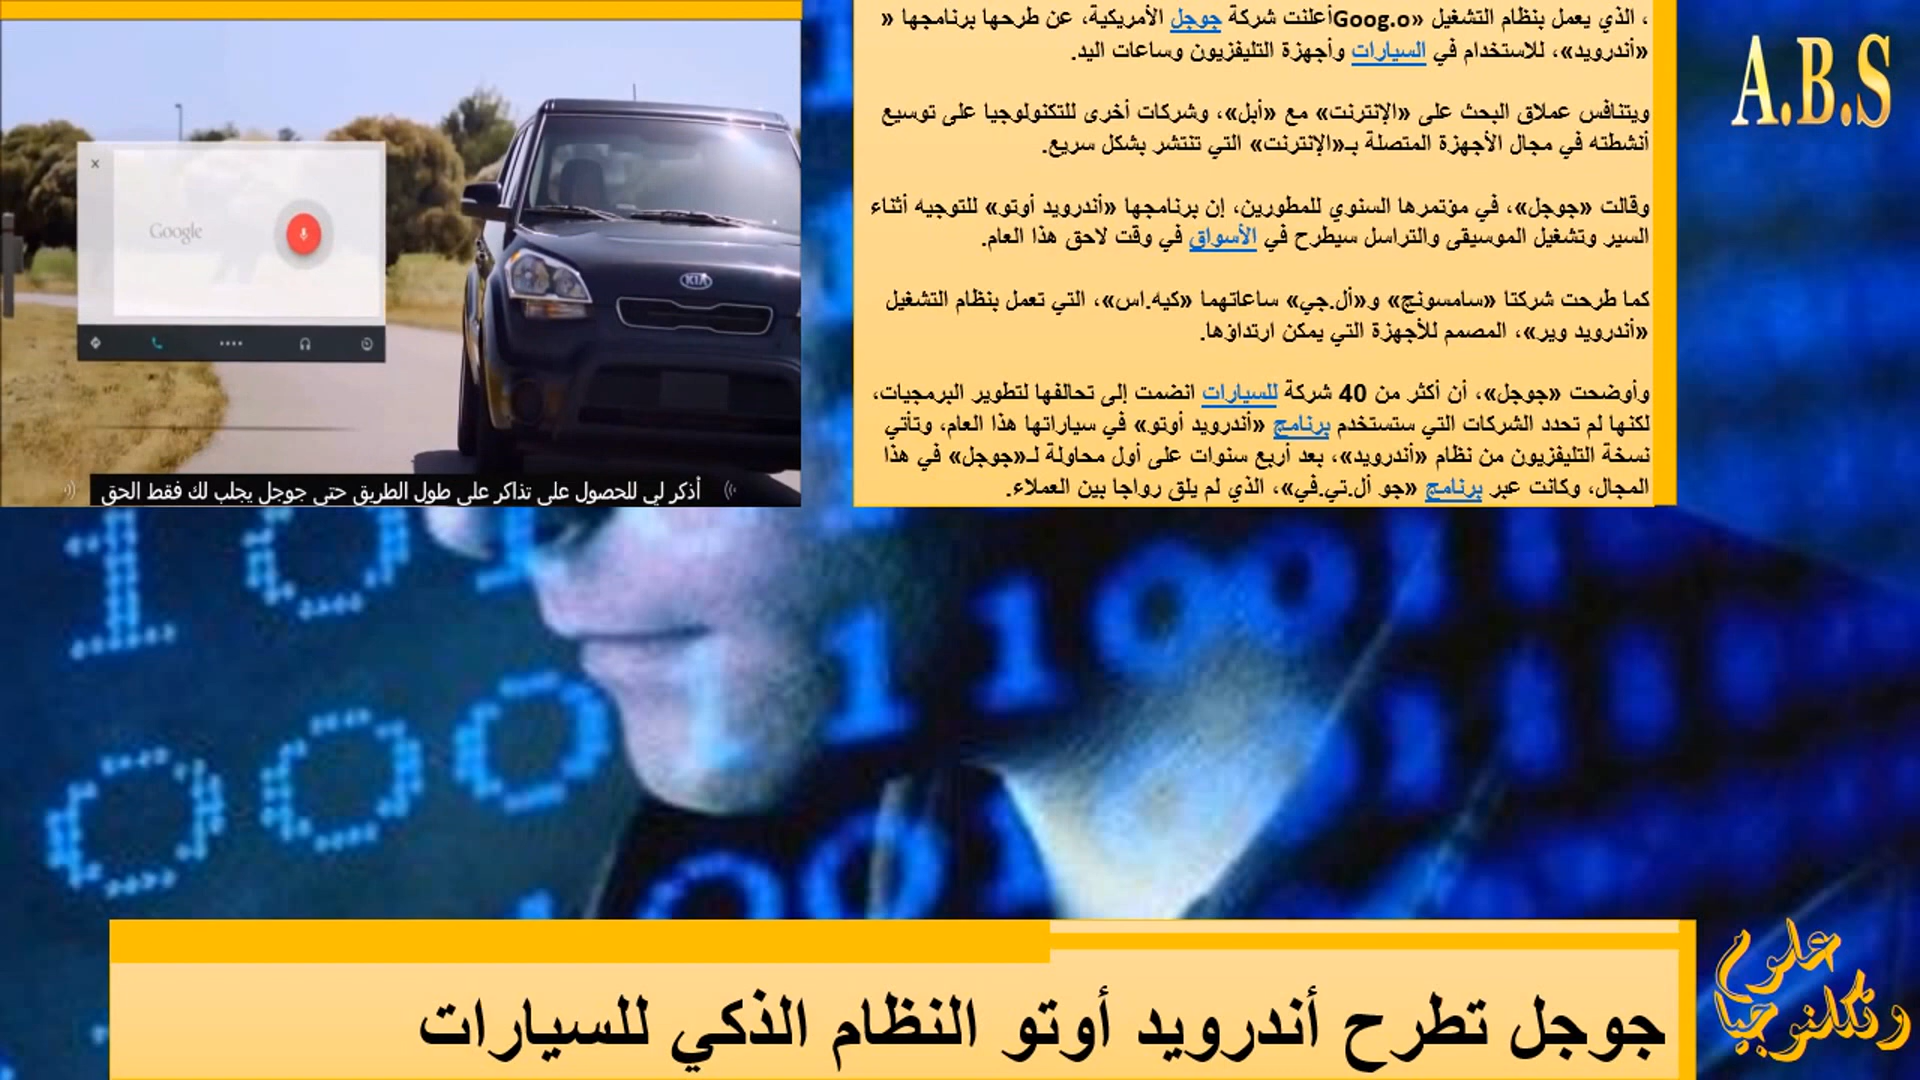 ، الذي يعمل بنظام التشغيل «Goog.oأعلنت شركة جوجل الأمريكية، عن طرحها برنامجها «
«أندرويد»، للاستخدام في السيارات وأجهزة التليفزيون وساعات اليد.
ويتنافس عملاق البحث على «الإنترنت» مع «أبل»، وشركات أخرى للتكنولوجيا على توسيع
أنشطته في مجال الأجهزة المتصلة بـ«الإنترنت» التي تنتشر بشكل سريع.
وقالت «جوجل»، في مؤتمرها السنوي للمطورين، إن برنامجها «أندرويد أوتو» للتوجيه أثناء
السير وتشغيل الموسيقى والتراسل سيطرح في الأسواق في وقت لاحق هذا العام.
كما طرحت شركتا «سامسونج» و«أل.جي» ساعاتهما «كيه.اس»، التي تعمل بنظام التشغيل
«أندرويد وير»، المصمم للأجهزة التي يمكن ارتداؤها.
وأوضحت «جوجل»، أن أكثر من 40 شركة للسيارات انضمت إلى تحالفها لتطوير البرمجيات،
لكنها لم تحدد الشركات التي ستستخدم برنامج «أندرويد أوتو» في سياراتها هذا العام، وتأتي
نسخة التليفزيون من نظام «أندرويد»، بعد أربع سنوات على أول محاولة لـ«جوجل» في هذا
المجال، وكانت عبر برنامج «جو أل.تي.في»، الذي لم يلق رواجا بين العملاء.
A.B.S
Google
KIA
أذكر لي للحصول على تذاكر على طول الطريق حتى جوجل يجلب لك فقط الحق
101
1100
00011
100
جوجل تطرح أندرويد أوتو النظام الذكي للسيارات
علوم
وتكلنوجيا